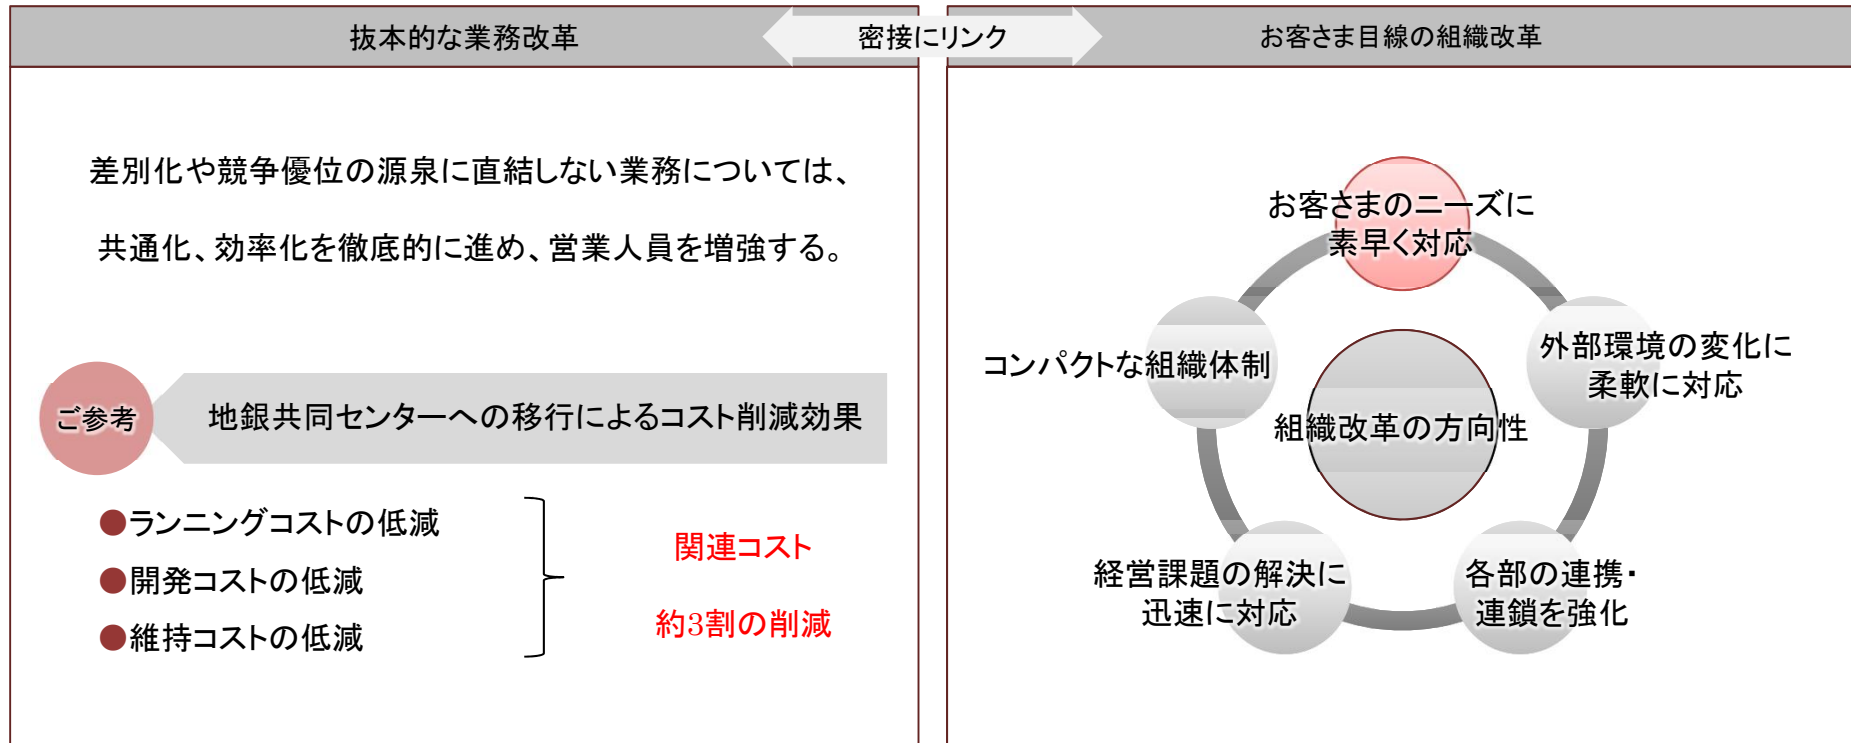 抜本的な業務改革
密接にリンク
お客さま目線の組織改革
差別化や競争優位の源泉に直結しない業務については、
共通化、効率化を徹底的に進め、営業人員を増強する。
ご参考
地銀共同センターへの移行によるコスト削減効果
●ランニングコストの低減
●開発コストの低減
●維持コストの低減
関連コスト
約3割の削減
お客さまのニーズに
素早く対応
外部環境の変化に
柔軟に対応
各部の連携・
連鎖を強化
経営課題の解決に
迅速に対応
コンパクトな組織体制
組織改革の方向性